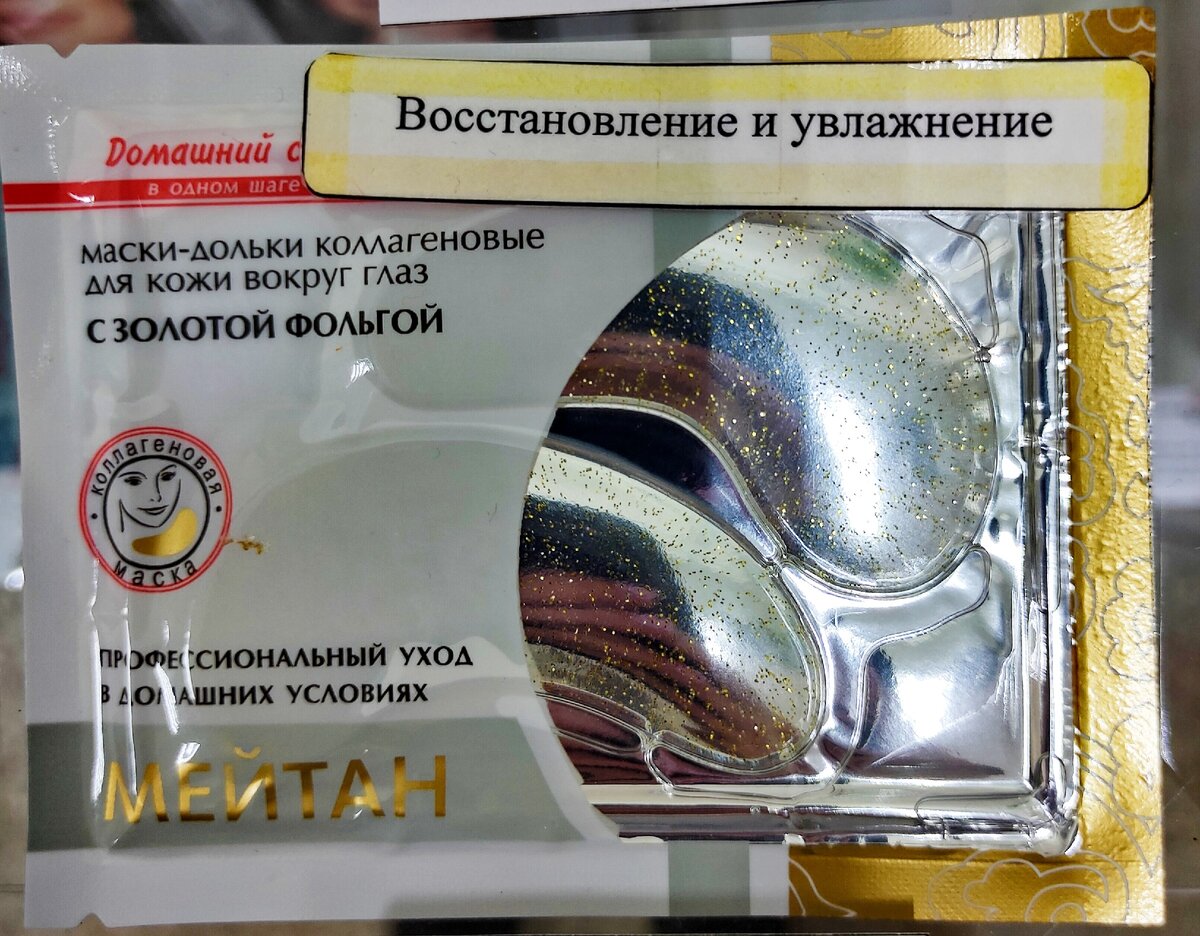 Восстановление и увлажнение
Домашний
в одном шаге
маски-дольки коллагеновые
для кожи вокруг глаз
с золотой фольгой
коллагеновая
маска
ПРОФЕССИОНАЛЬНЫЙ УХОД
В ДОМАШНИХ УСЛОВИЯХ
МЕЙТАН